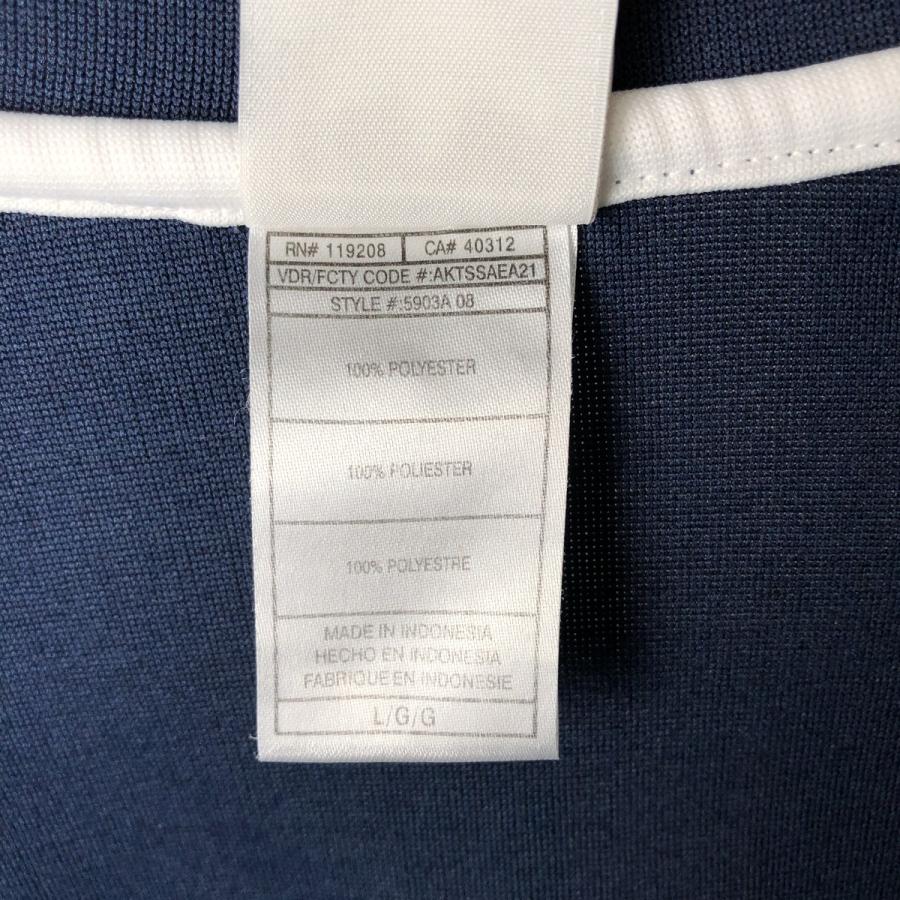 RN# 119208 CA# 40312
VDR/FCTY CODE #:AKTSSAEA21
STYLE #:5903A 08
100% POLYESTER
100% POLIESTER
100% POLYESTRE
MADE IN INDONESIA
HECHO EN INDONESIA
FABRIQUE EN INDONESIE
L/G/G